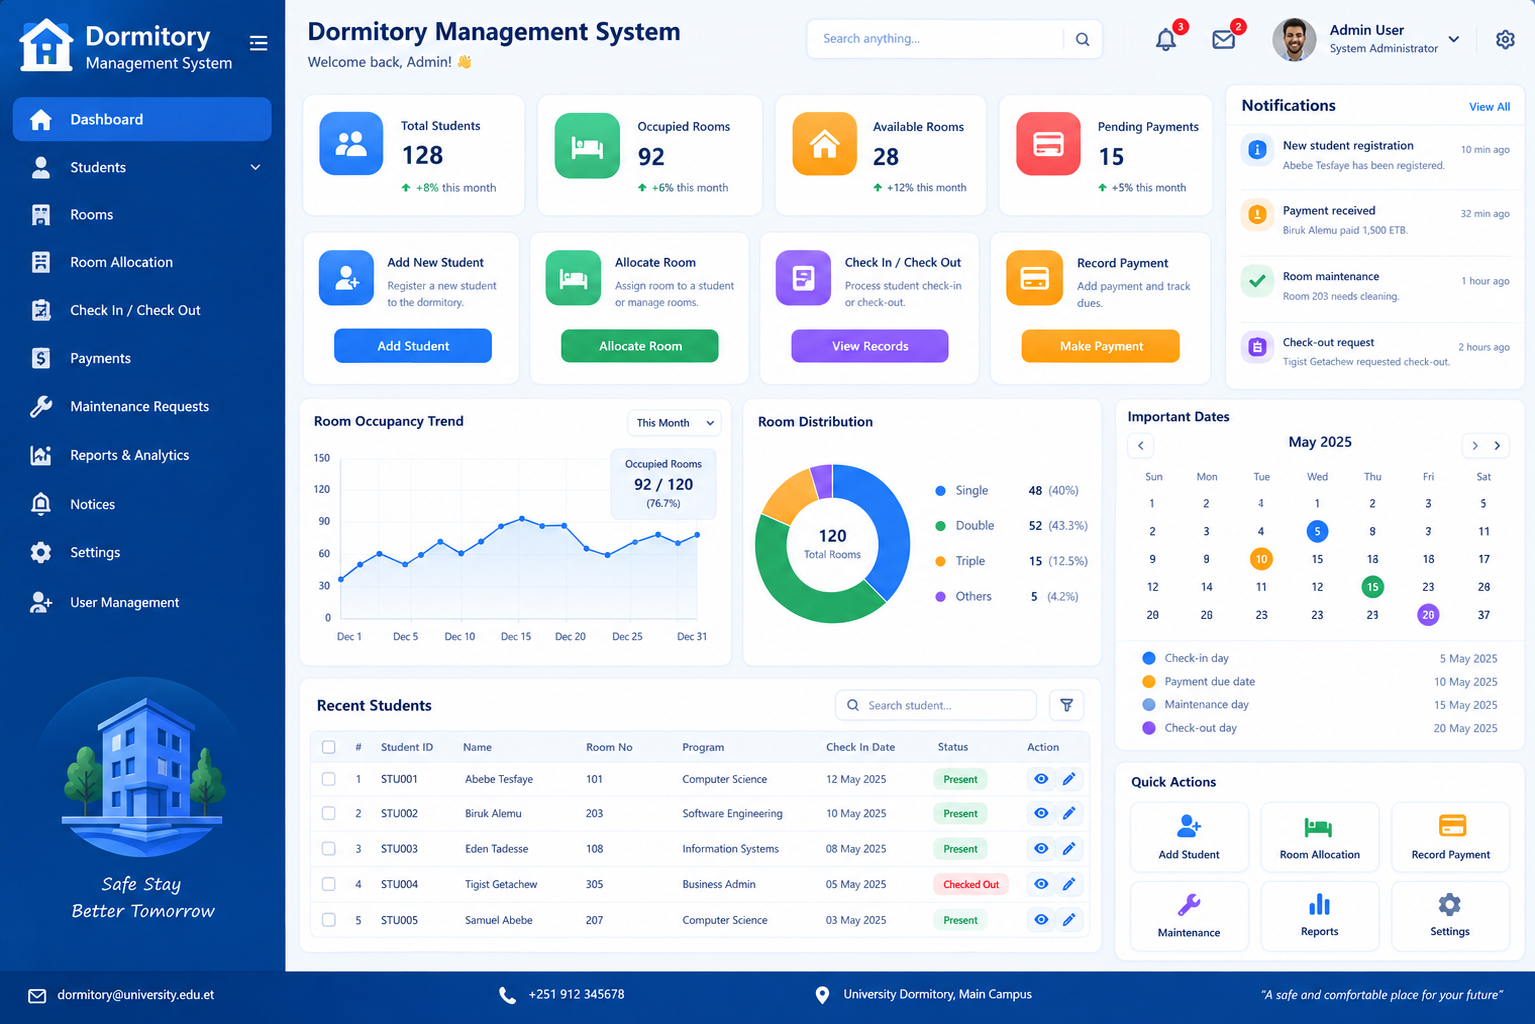 Dormitory
Management System
Dashboard
Students
Rooms
Room Allocation
Check In / Check Out
Payments
Maintenance Requests
Reports & Analytics
Notices
Settings
User Management
Safe Stay
Better Tomorrow
Dormitory Management System
Welcome back, Admin! 👋
Search anything...
3
2
Admin User
System Administrator
Total Students
128
+8% this month
Occupied Rooms
92
+6% this month
Available Rooms
28
+12% this month
Pending Payments
15
+5% this month
Add New Student
Register a new student
to the dormitory.
Add Student
Allocate Room
Assign room to a student
or manage rooms.
Allocate Room
Check In / Check Out
Process student check-in
or check-out.
View Records
Record Payment
Add payment and track
dues.
Make Payment
Notifications View All
New student registration 10 min ago
Abebe Tesfaye has been registered.
Payment received 32 min ago
Biruk Alemu paid 1,500 ETB.
Room maintenance 1 hour ago
Room 203 needs cleaning.
Check-out request 2 hours ago
Tigist Getachew requested check-out.
Room Occupancy Trend This Month
Occupied Rooms
92 / 120
(76.7%)
150
120
90
60
30
0
Dec 1 Dec 5 Dec 10 Dec 15 Dec 20 Dec 25 Dec 31
Room Distribution
120
Total Rooms
Single 48 (40%)
Double 52 (43.3%)
Triple 15 (12.5%)
Others 5 (4.2%)
Important Dates
May 2025
Sun Mon Tue Wed Thu Fri Sat
1 2 4 1 2 3 5
2 3 4 5 3 11
9 9 10 15 18 17
12 14 11 12 15 23
23 37
Check-in day 5 May 2025
Payment due date 10 May 2025
Maintenance day 15 May 2025
Check-out day 20 May 2025
Recent Students Search student...
# Student ID Name Room No Program Check In Date Status Action
1 STU001 Abebe Tesfaye 101 Computer Science 12 May 2025 Present
2 STU002 Biruk Alemu 203 Software Engineering 10 May 2025 Present
3 STU003 Eden Tadesse 108 Information Systems 08 May 2025 Present
4 STU004 Tigist Getachew 305 Business Admin 05 May 2025 Checked Out
5 STU005 Samuel Abebe 207 Computer Science 03 May 2025 Present
Quick Actions
Add Student
Room Allocation
Record Payment
Maintenance
Reports
Settings
dormitory@university.edu.et
+251 912 345678
University Dormitory, Main Campus
"A safe and comfortable place for your future"